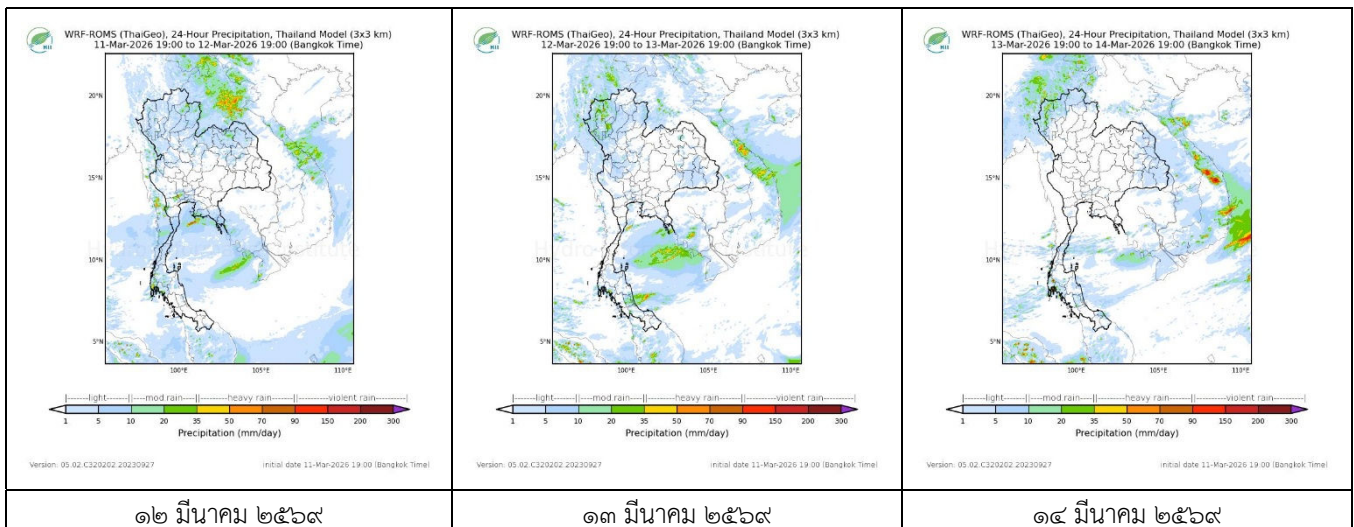 WRF-ROMS (ThaiGeo), 24-Hour Precipitation, Thailand Model (3x3 km)
11-Mar-2026 19:00 to 12-Mar-2026 19:00 (Bangkok Time)
20°N
15°N
10°N
5°N
100°E 105°E 110°E
|-------light-------||----mod rain----||-------heavy rain-------||-------violent rain-------|
1 5 10 20 35 50 70 90 150 200 300
Precipitation (mm/day)
Version: 05.02.C320202.20230927 initial date 11-Mar-2026 19:00 (Bangkok Time)
๑๒ มีนาคม ๒๕๖๙
WRF-ROMS (ThaiGeo), 24-Hour Precipitation, Thailand Model (3x3 km)
12-Mar-2026 19:00 to 13-Mar-2026 19:00 (Bangkok Time)
20°N
15°N
10°N
5°N
100°E 105°E 110°E
|-------light-------||----mod rain----||-------heavy rain-------||-------violent rain-------|
1 5 10 20 35 50 70 90 150 200 300
Precipitation (mm/day)
Version: 05.02.C320202.20230927 initial date 11-Mar-2026 19:00 (Bangkok Time)
๑๓ มีนาคม ๒๕๖๙
WRF-ROMS (ThaiGeo), 24-Hour Precipitation, Thailand Model (3x3 km)
13-Mar-2026 19:00 to 14-Mar-2026 19:00 (Bangkok Time)
20°N
15°N
10°N
5°N
100°E 105°E 110°E
|-------light-------||----mod rain----||-------heavy rain-------||-------violent rain-------|
1 5 10 20 35 50 70 90 150 200 300
Precipitation (mm/day)
Version: 05.02.C320202.20230927 initial date 11-Mar-2026 19:00 (Bangkok Time)
๑๔ มีนาคม ๒๕๖๙